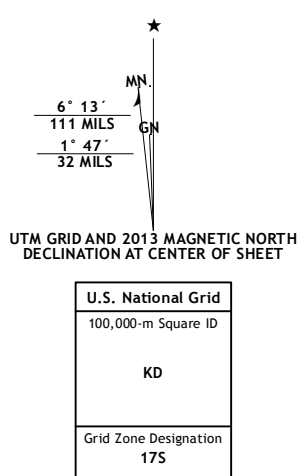 ★
MN.
6° 13´
111 MILS
GN
1° 47´
32 MILS
UTM GRID AND 2013 MAGNETIC NORTH
DECLINATION AT CENTER OF SHEET
U.S. National Grid
100,000-m Square ID
KD
Grid Zone Designation
17S